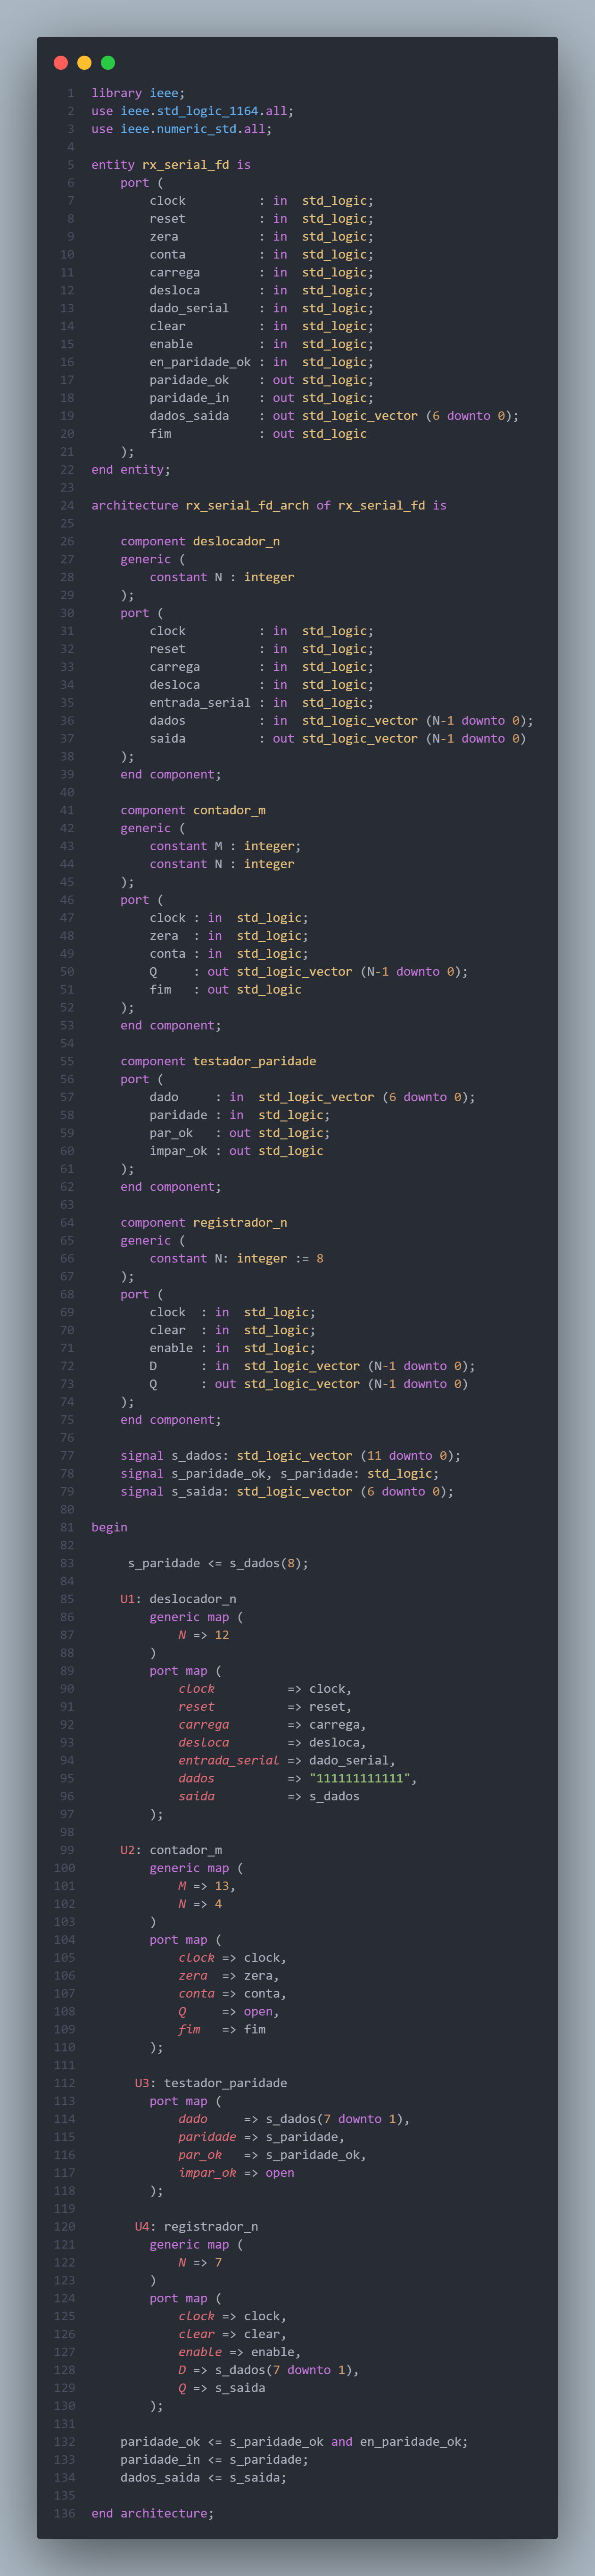 1 library ieee;
2 use ieee.std_logic_1164.all;
3 use ieee.numeric_std.all;
4
5 entity rx_serial_fd is
6     port (
7         clock          : in  std_logic;
8         reset          : in  std_logic;
9         zera           : in  std_logic;
10         conta          : in  std_logic;
11         carrega        : in  std_logic;
12         desloca        : in  std_logic;
13         dado_serial    : in  std_logic;
14         clear          : in  std_logic;
15         enable         : in  std_logic;
16         en_paridade_ok : in  std_logic;
17         paridade_ok    : out std_logic;
18         paridade_in    : out std_logic;
19         dados_saida    : out std_logic_vector (6 downto 0);
20         fim            : out std_logic
21     );
22 end entity;
23
24 architecture rx_serial_fd_arch of rx_serial_fd is
25
26     component deslocador_n
27     generic (
28         constant N : integer
29     );
30     port (
31         clock          : in  std_logic;
32         reset          : in  std_logic;
33         carrega        : in  std_logic;
34         desloca        : in  std_logic;
35         entrada_serial : in  std_logic;
36         dados          : in  std_logic_vector (N-1 downto 0);
37         saida          : out std_logic_vector (N-1 downto 0)
38     );
39     end component;
40
41     component contador_m
42     generic (
43         constant M : integer;
44         constant N : integer
45     );
46     port (
47         clock : in  std_logic;
48         zera  : in  std_logic;
49         conta : in  std_logic;
50         Q     : out std_logic_vector (N-1 downto 0);
51         fim   : out std_logic
52     );
53     end component;
54
55     component testador_paridade
56     port (
57         dado     : in  std_logic_vector (6 downto 0);
58         paridade : in  std_logic;
59         par_ok   : out std_logic;
60         impar_ok : out std_logic
61     );
62     end component;
63
64     component registrador_n
65     generic (
66         constant N: integer := 8
67     );
68     port (
69         clock  : in  std_logic;
70         clear  : in  std_logic;
71         enable : in  std_logic;
72         D      : in  std_logic_vector (N-1 downto 0);
73         Q      : out std_logic_vector (N-1 downto 0)
74     );
75     end component;
76
77     signal s_dados: std_logic_vector (11 downto 0);
78     signal s_paridade_ok, s_paridade: std_logic;
79     signal s_saida: std_logic_vector (6 downto 0);
80
81 begin
82
83      s_paridade <= s_dados(8);
84
85     U1: deslocador_n
86         generic map (
87             N => 12
88         )
89         port map (
90             clock          => clock,
91             reset          => reset,
92             carrega        => carrega,
93             desloca        => desloca,
94             entrada_serial => dado_serial,
95             dados          => "111111111111",
96             saida          => s_dados
97         );
98
99     U2: contador_m
100         generic map (
101             M => 13,
102             N => 4
103         )
104         port map (
105             clock => clock,
106             zera  => zera,
107             conta => conta,
108             Q     => open,
109             fim   => fim
110         );
111
112       U3: testador_paridade
113         port map (
114             dado     => s_dados(7 downto 1),
115             paridade => s_paridade,
116             par_ok   => s_paridade_ok,
117             impar_ok => open
118         );
119
120       U4: registrador_n
121         generic map (
122             N => 7
123         )
124         port map (
125             clock => clock,
126             clear => clear,
127             enable => enable,
128             D => s_dados(7 downto 1),
129             Q => s_saida
130         );
131
132     paridade_ok <= s_paridade_ok and en_paridade_ok;
133     paridade_in <= s_paridade;
134     dados_saida <= s_saida;
135
136 end architecture;